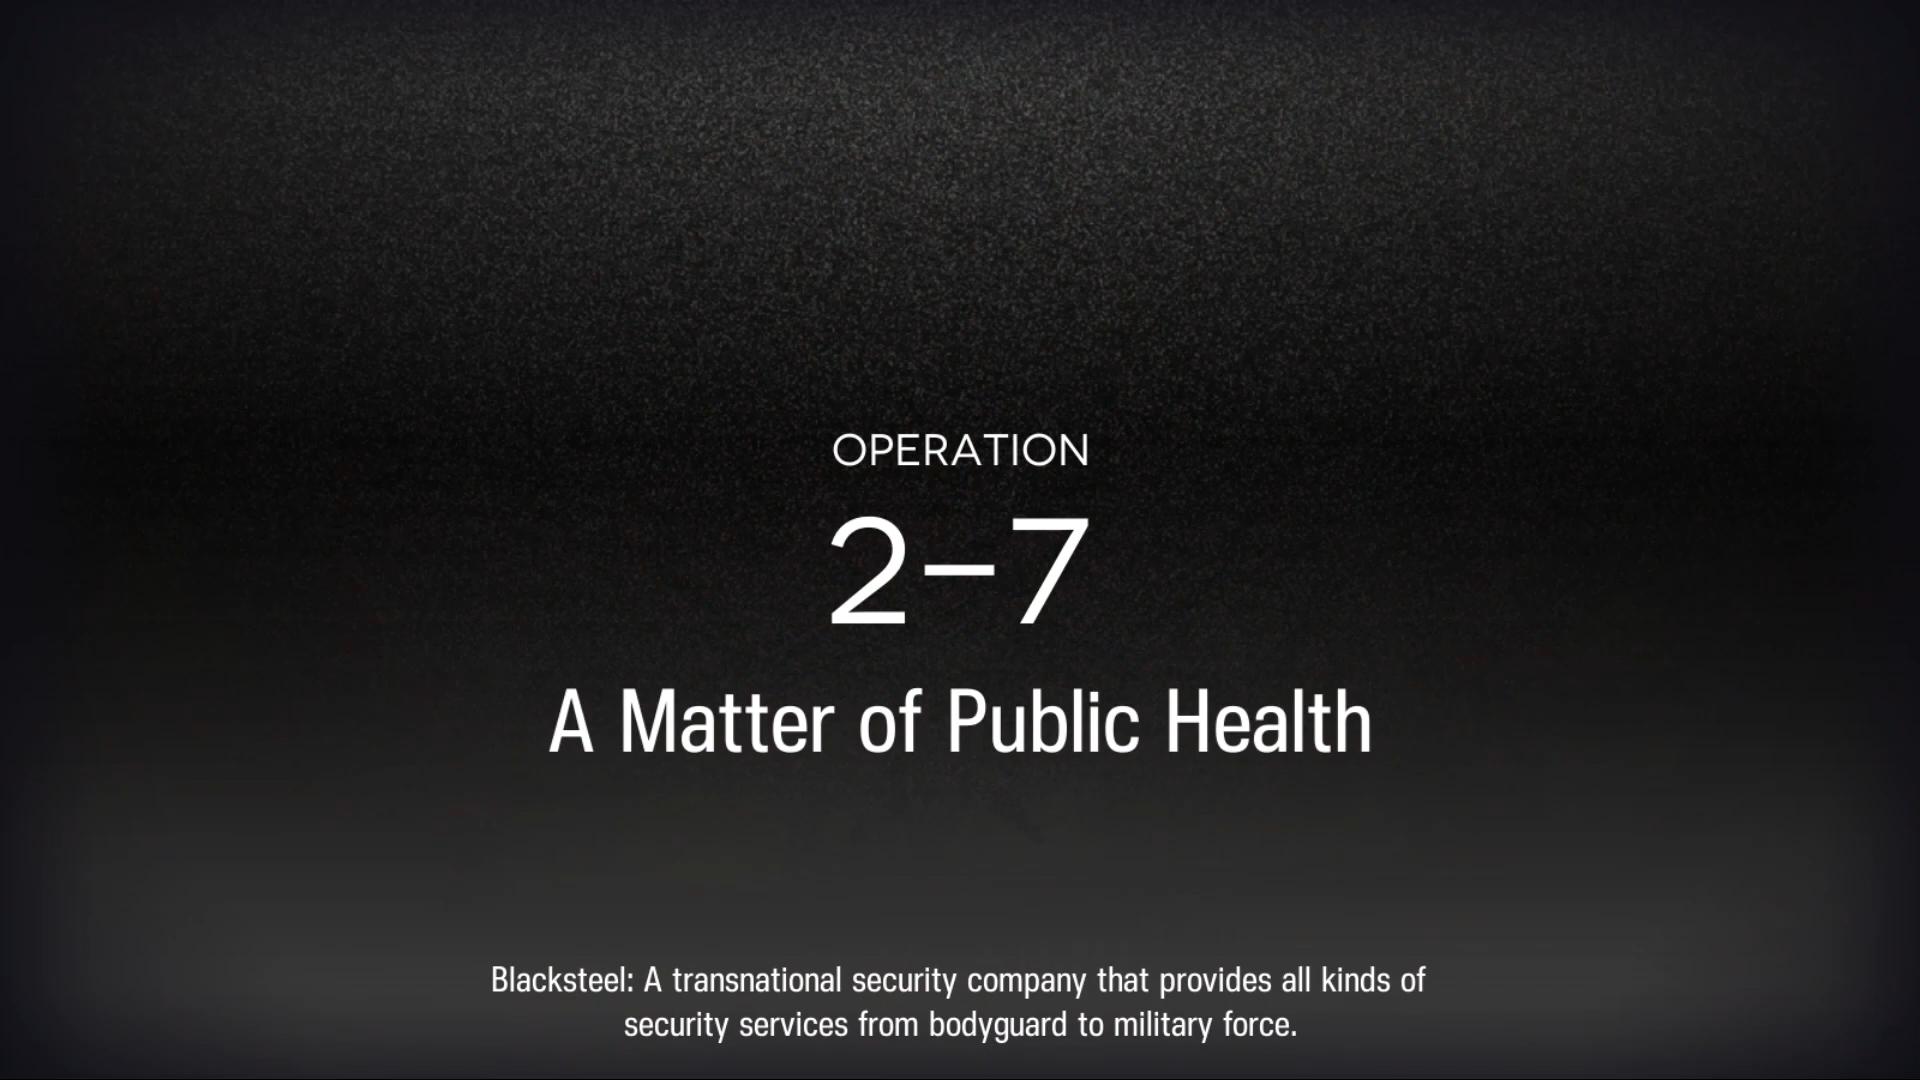 OPERATION
2–7
A Matter of Public Health
Blacksteel: A transnational security company that provides all kinds of
security services from bodyguard to military force.